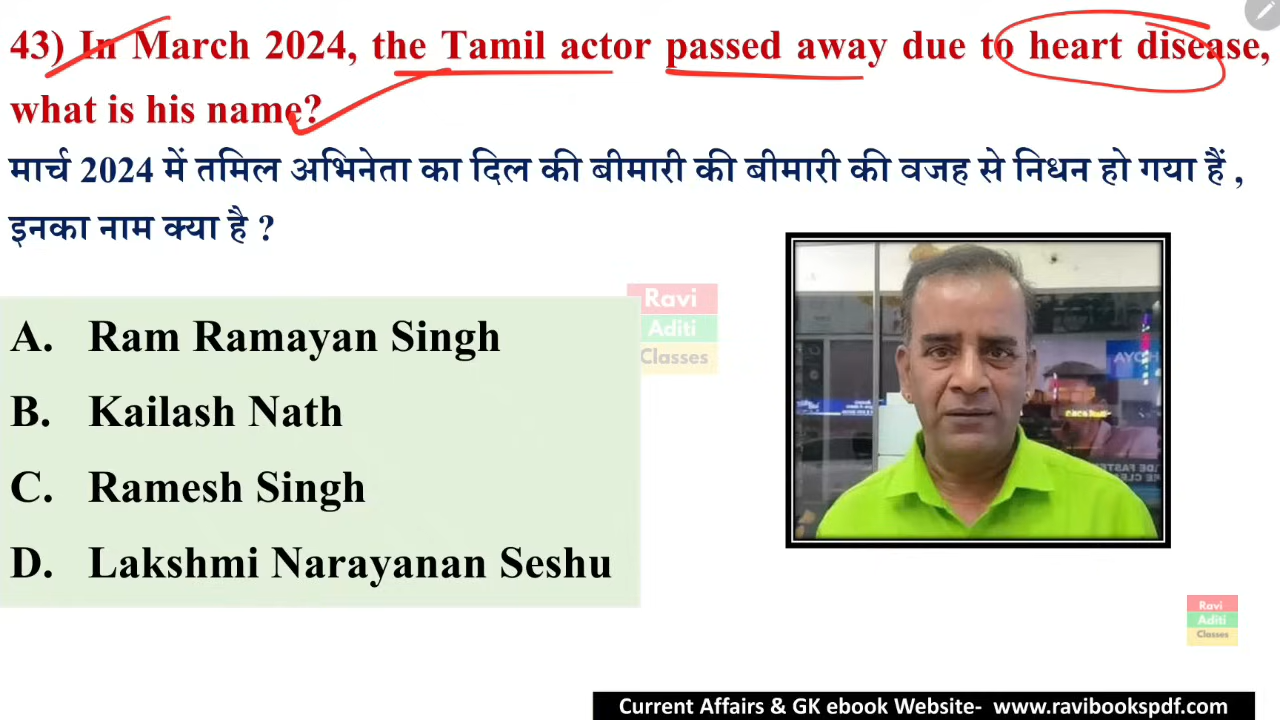 43) In March 2024, the Tamil actor passed away due to heart disease,
what is his name?
मार्च 2024 में तमिल अभिनेता का दिल की बीमारी की बीमारी की वजह से निधन हो गया हैं ,
इनका नाम क्या है ?
A. Ram Ramayan Singh
B. Kailash Nath
C. Ramesh Singh
D. Lakshmi Narayanan Seshu
Ravi
Aditi
Classes
Ravi
Aditi
Classes
Current Affairs & GK ebook Website- www.ravibookspdf.com